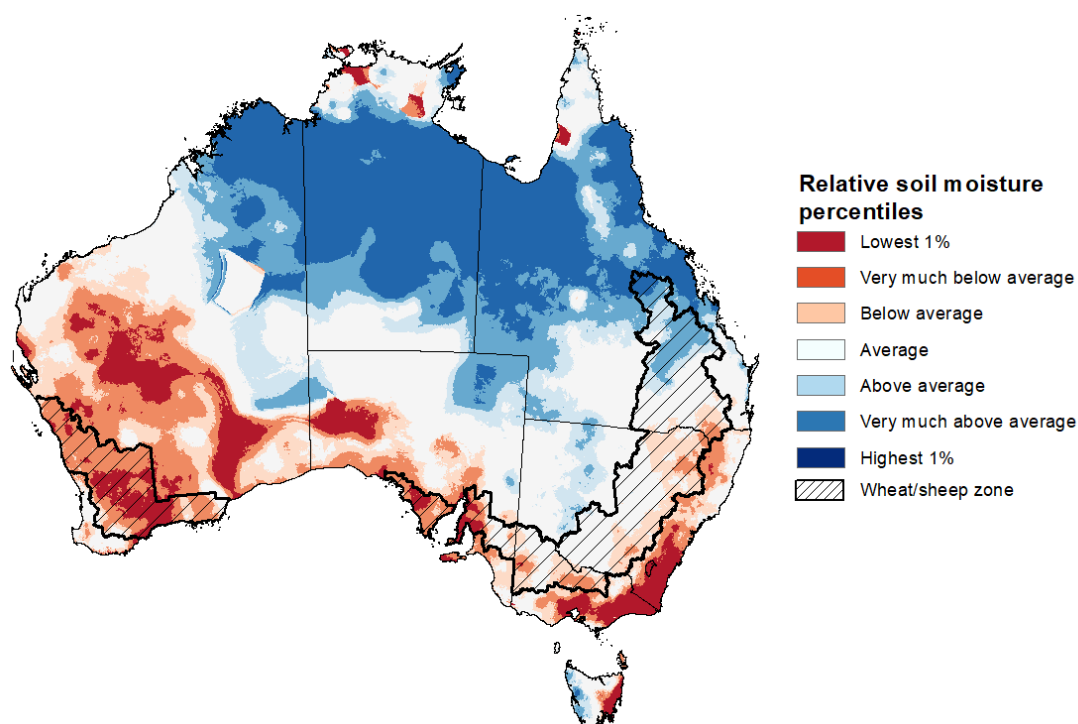 Relative soil moisture
percentiles
Lowest 1%
Very much below average
Below average
Average
Above average
Very much above average
Highest 1%
Wheat/sheep zone